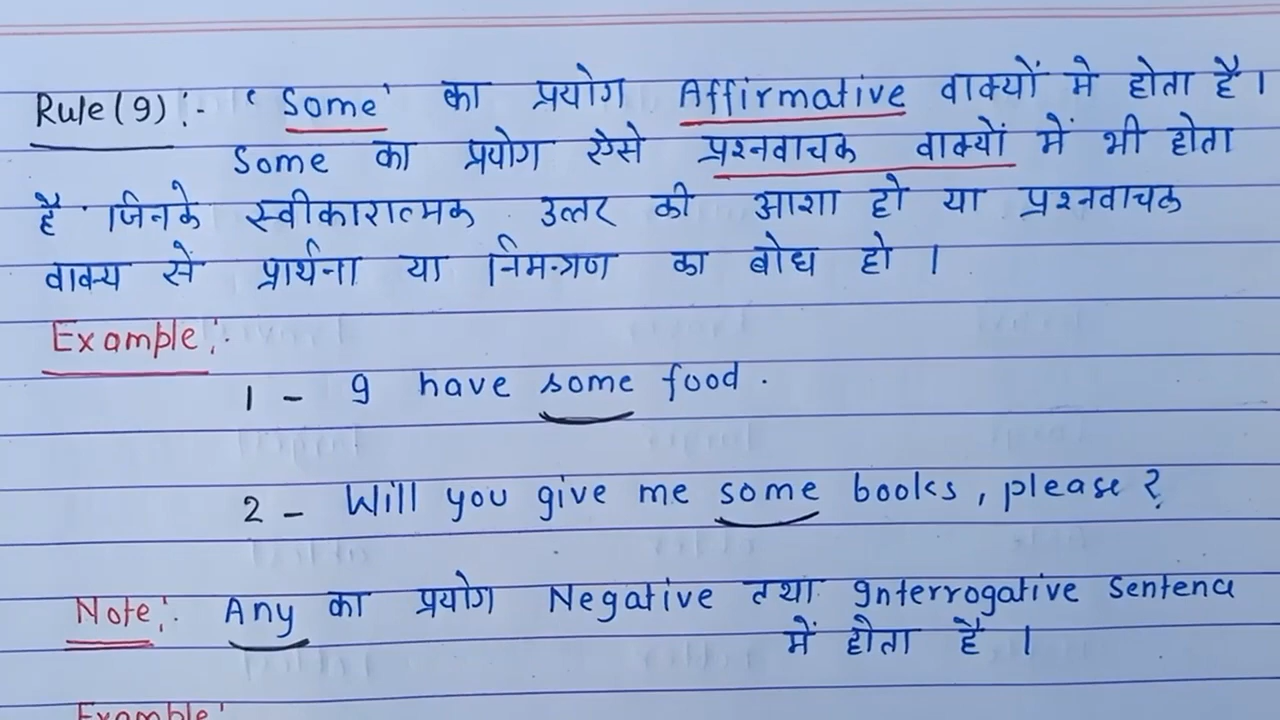 Rule(9):- 'Some' का प्रयोग Affirmative वाक्यों मे होता है।
Some का प्रयोग ऐसे प्रश्नवाचक वाक्यों में भी होता
है जिनके स्वीकारात्मक उत्तर की आशा हो या प्रश्नवाचक
वाक्य से प्रार्थना या निमन्त्रण का बोध हो ।
Example:-
1 - I have some food.
2 - Will you give me some books, please?
Note:- Any का प्रयोग Negative तथा Interrogative Sentence
में होता है ।
Example: